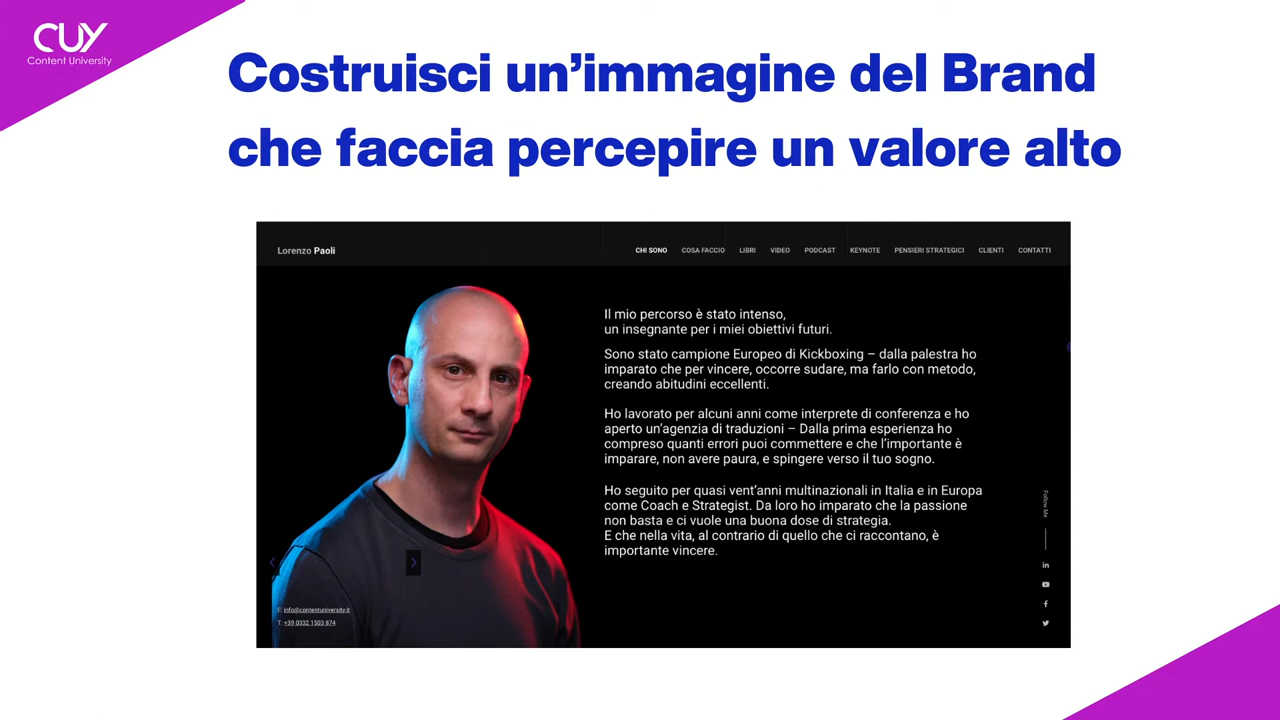 CUY
Content University
Costruisci un’immagine del Brand
che faccia percepire un valore alto
Lorenzo Paoli
CHI SONO COSA FACCIO LIBRI VIDEO PODCAST KEYNOTE PENSIERI STRATEGICI CLIENTI CONTATTI
Il mio percorso è stato intenso,
un insegnante per i miei obiettivi futuri.
Sono stato campione Europeo di Kickboxing – dalla palestra ho
imparato che per vincere, occorre sudare, ma farlo con metodo,
creando abitudini eccellenti.
Ho lavorato per alcuni anni come interprete di conferenza e ho
aperto un’agenzia di traduzioni – Dalla prima esperienza ho
compreso quanti errori puoi commettere e che l’importante è
imparare, non avere paura, e spingere verso il tuo sogno.
Ho seguito per quasi vent’anni multinazionali in Italia e in Europa
come Coach e Strategist. Da loro ho imparato che la passione
non basta e ci vuole una buona dose di strategia.
E che nella vita, al contrario di quello che ci raccontano, è
importante vincere.
Follow Me
E: info@contentuniversity.it
T: +39 0332 1503 874